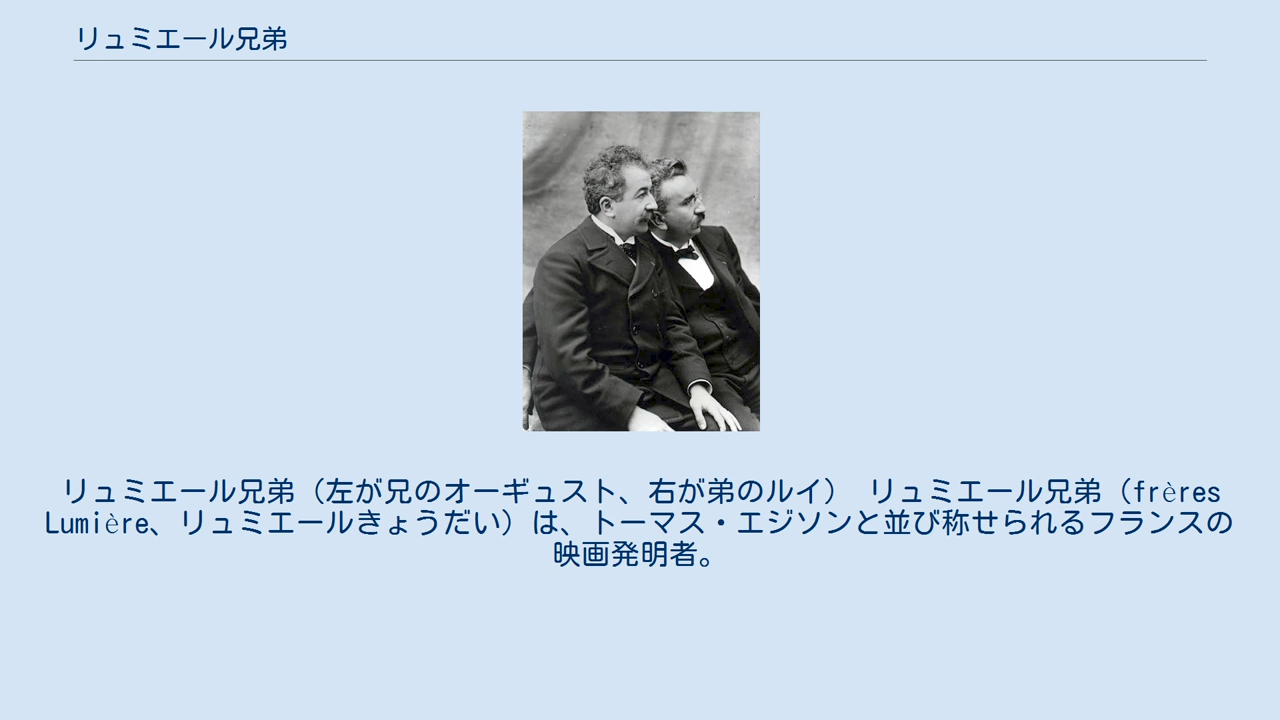 リュミエール兄弟
リュミエール兄弟（左が兄のオーギュスト、右が弟のルイ） リュミエール兄弟（frères
Lumière、リュミエールきょうだい）は、トーマス・エジソンと並び称せられるフランスの
映画発明者。